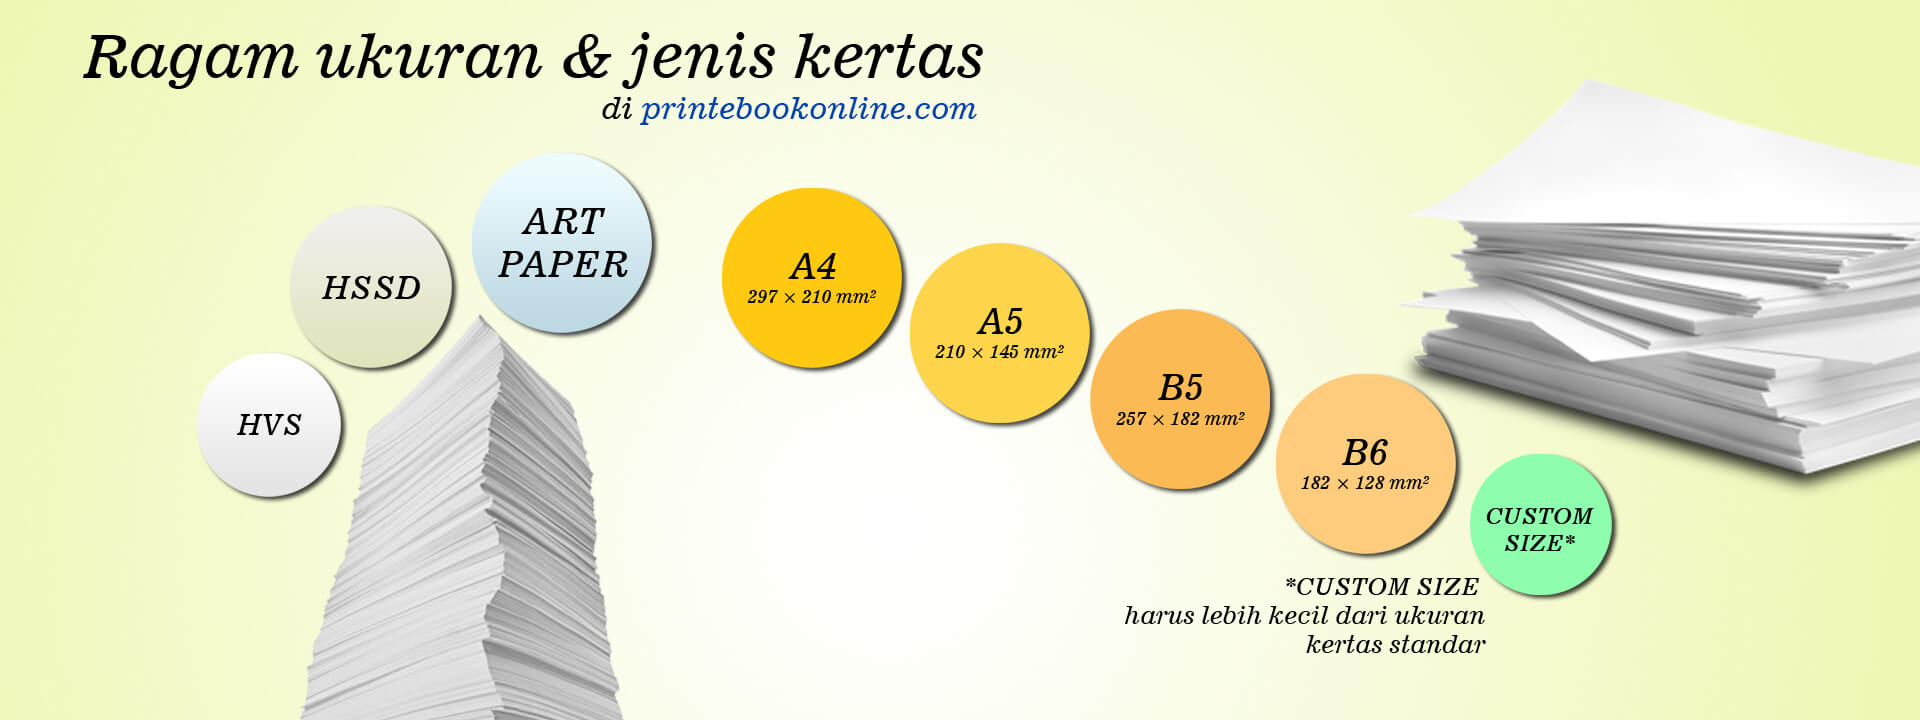 Ragam ukuran & jenis kertas
di printebookonline.com
HVS
HSSD
ART
PAPER
A4
297 × 210 mm²
A5
210 × 145 mm²
B5
257 × 182 mm²
B6
182 × 128 mm²
CUSTOM
SIZE*
*CUSTOM SIZE
harus lebih kecil dari ukuran
kertas standar